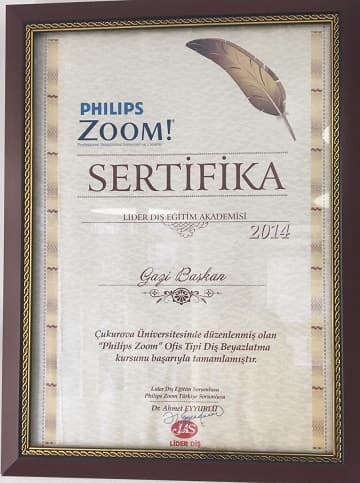 PHILIPS
ZOOM!
SERTİFİKA
LİDER DİŞ EĞİTİM AKADEMİSİ
2014
Gazi Başkan
Çukurova Üniversitesinde düzenlenmiş olan
"Philips Zoom" Ofis Tipi Diş Beyazlatma
kursunu başarıyla tamamlamıştır.
Lider Diş Eğitim Sorumlusu
Philips Zoom Türkiye Sorumlusu
Dr. Ahmet EYYUBLU
LİDER DİŞ